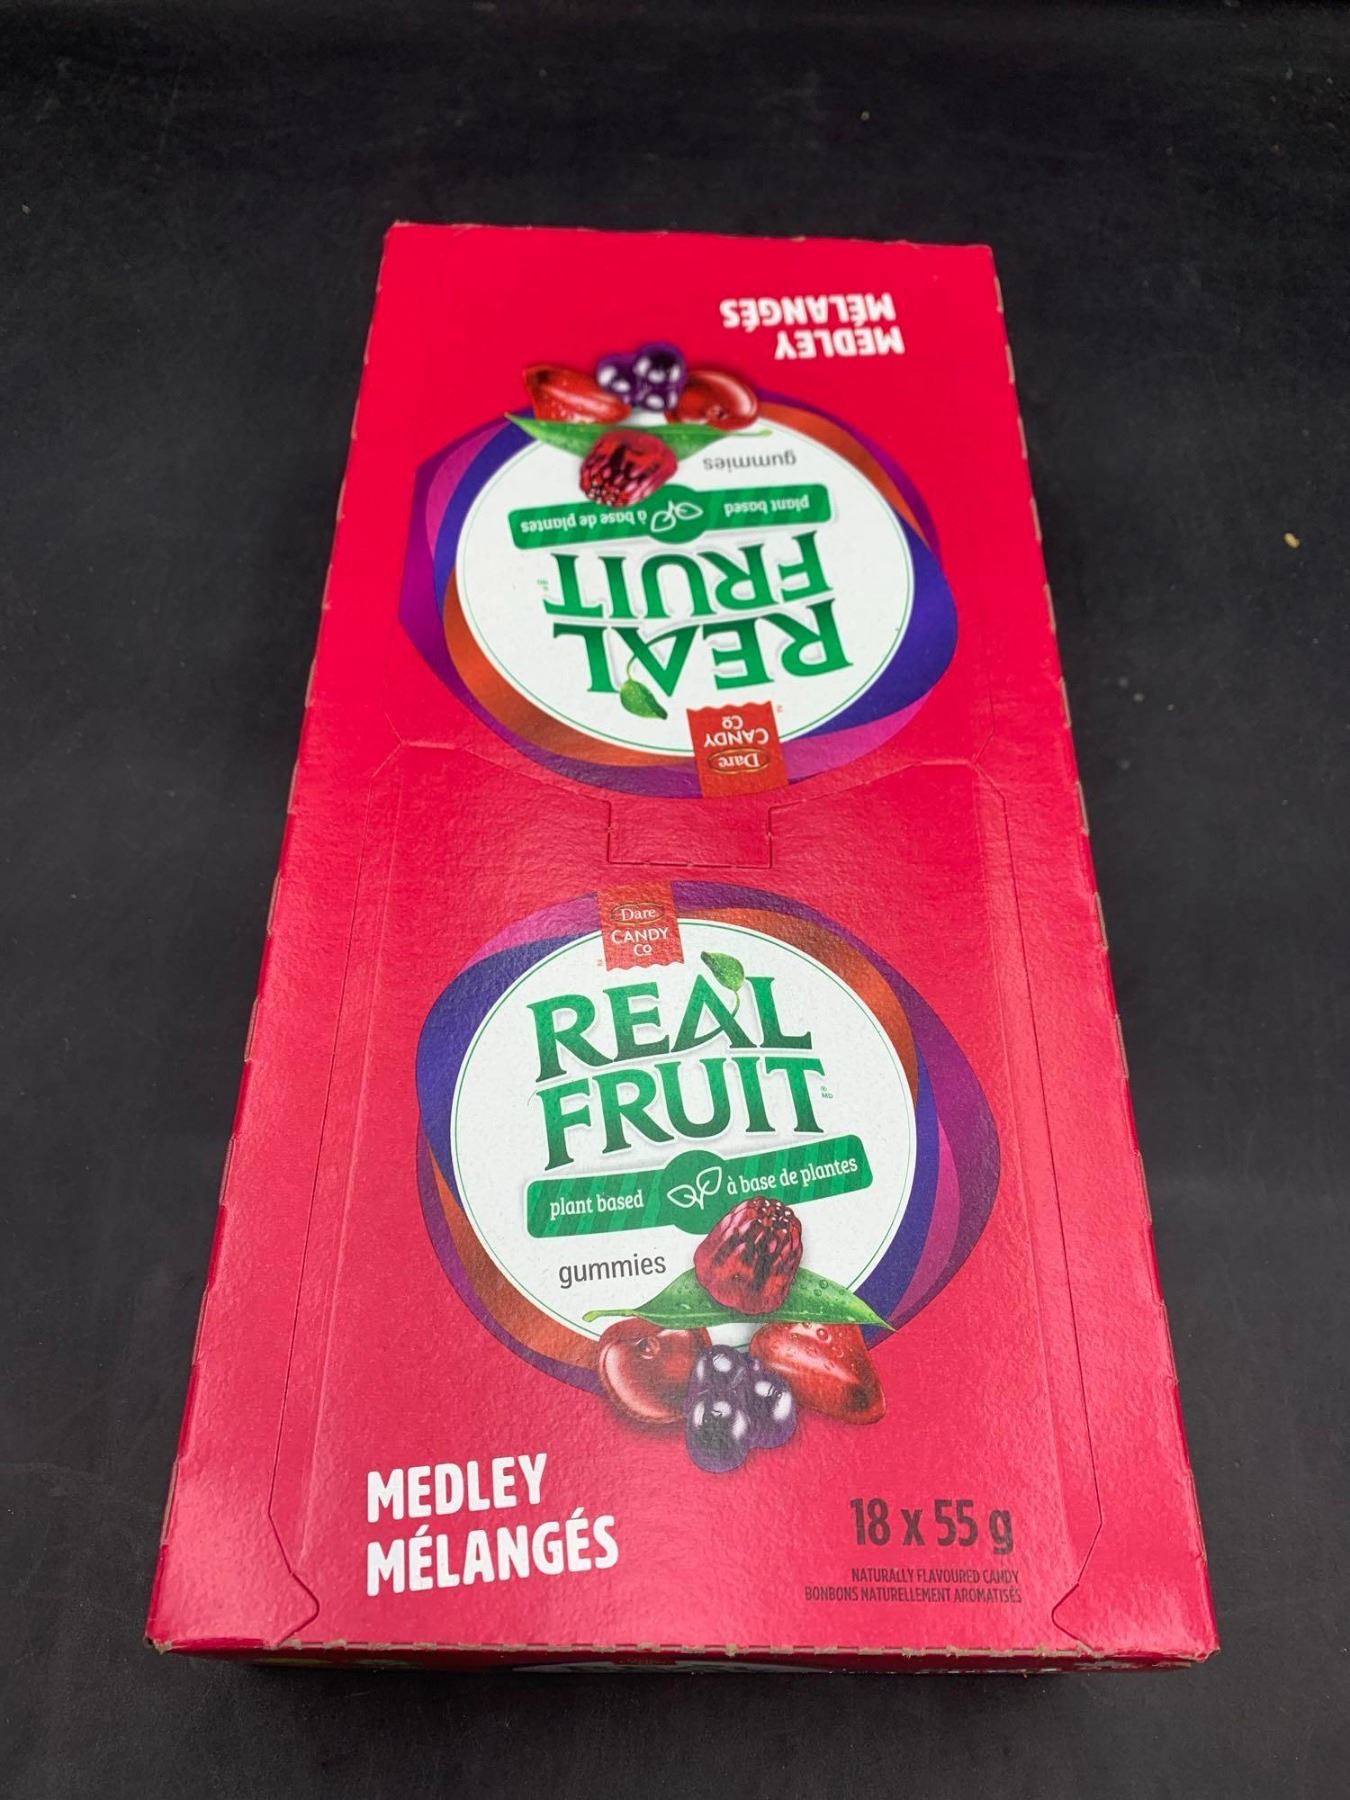 MEDLEY
MÉLANGÉS
gummies
plant based à base de plantes
REAL
FRUIT
Dare
CANDY
CO
Dare
CANDY
CO
REAL
FRUIT
MD
plant based à base de plantes
gummies
MEDLEY
MÉLANGÉS
18 x 55 g
NATURALLY FLAVOURED CANDY
BONBONS NATURELLEMENT AROMATISÉS